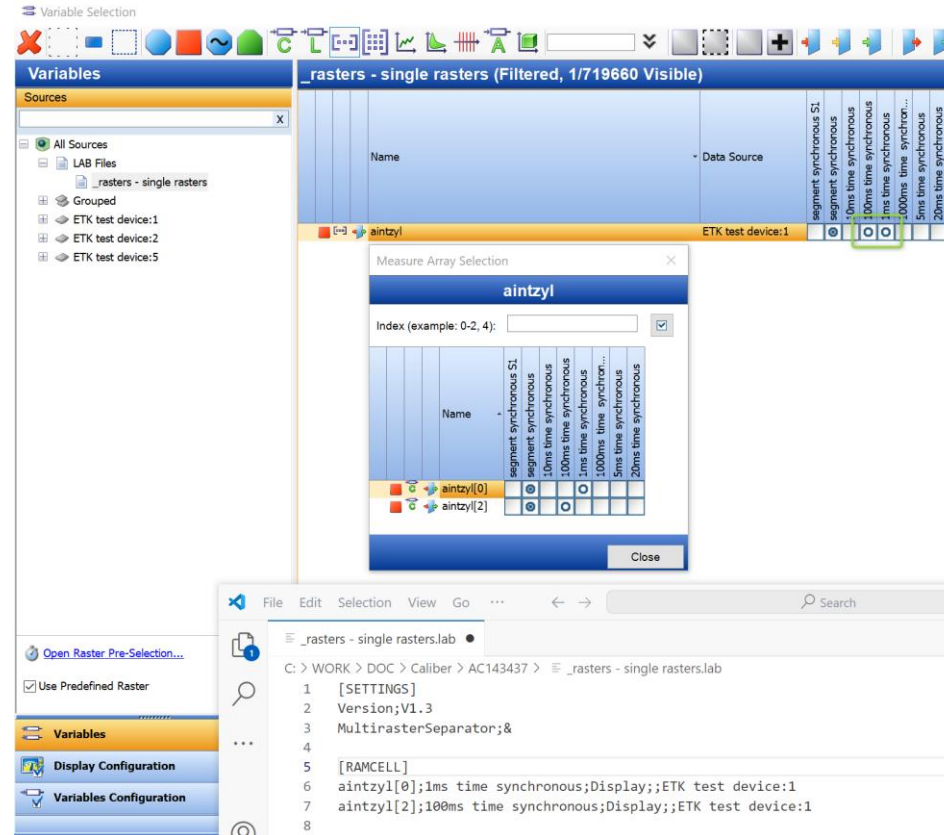 Variable Selection
Variables
Sources
x
All Sources
LAB Files
_rasters - single rasters
Grouped
ETK test device:1
ETK test device:2
ETK test device:5
Open Raster Pre-Selection...
Use Predefined Raster
Variables
Display Configuration
Variables Configuration
_rasters - single rasters (Filtered, 1/719660 Visible)
Name
Data Source
segment synchronous S1
segment synchronous
10ms time synchronous
100ms time synchronous
1ms time synchronous
1000ms time synchron...
5ms time synchronous
20ms time synchronous
aintzyl
ETK test device:1
Measure Array Selection
aintzyl
Index (example: 0-2, 4):
Name
segment synchronous S1
segment synchronous
10ms time synchronous
100ms time synchronous
1ms time synchronous
1000ms time synchron...
5ms time synchronous
20ms time synchronous
aintzyl[0]
aintzyl[2]
Close
File Edit Selection View Go ...
Search
_rasters - single rasters.lab
C: > WORK > DOC > Caliber > AC143437 > _rasters - single rasters.lab
1 [SETTINGS]
2 Version;V1.3
3 MultirasterSeparator;&
4
5 [RAMCELL]
6 aintzyl[0];1ms time synchronous;Display;;ETK test device:1
7 aintzyl[2];100ms time synchronous;Display;;ETK test device:1
8